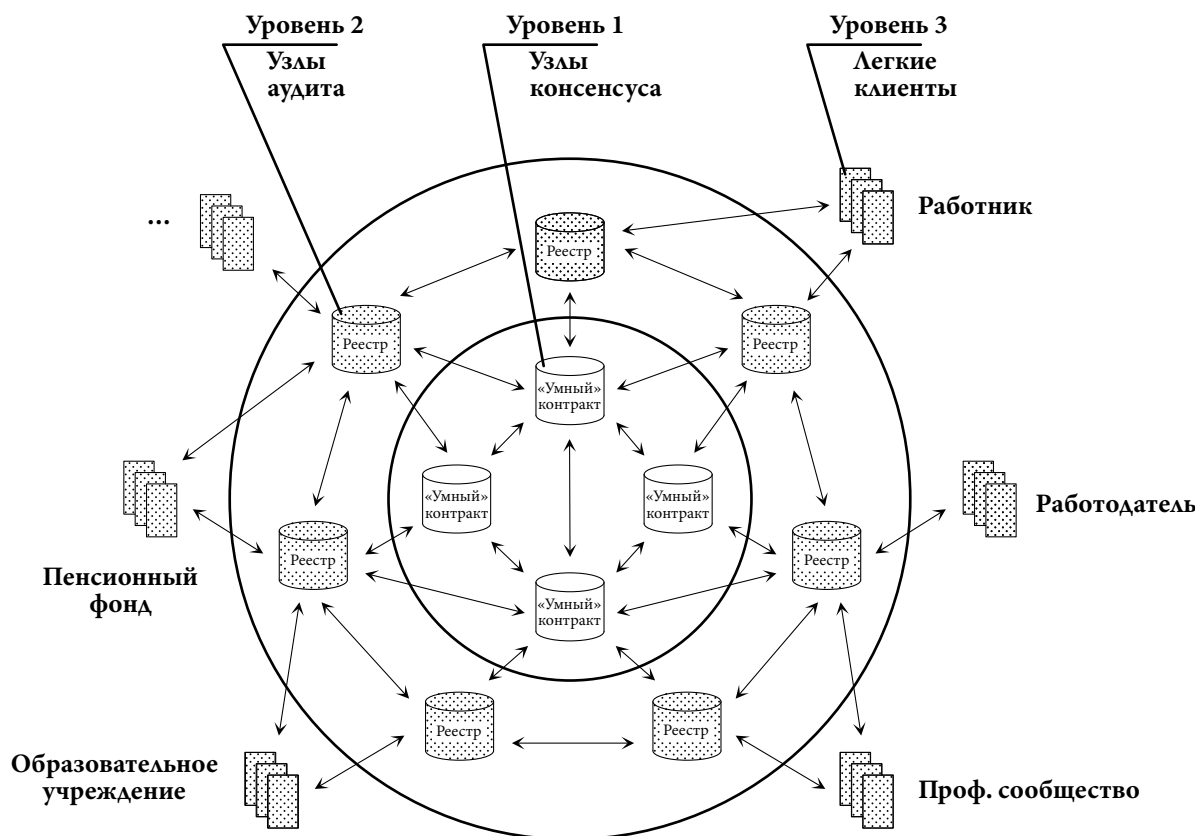 Уровень 2
Уровень 1
Уровень 3
Узлы
аудита
Узлы
консенсуса
Легкие
клиенты
...
Работник
Реестр
Реестр
Реестр
«Умный»
контракт
«Умный»
контракт
«Умный»
контракт
Работодатель
Реестр
Реестр
Пенсионный
фонд
«Умный»
контракт
Реестр
Реестр
Образовательное
учреждение
Проф. сообщество